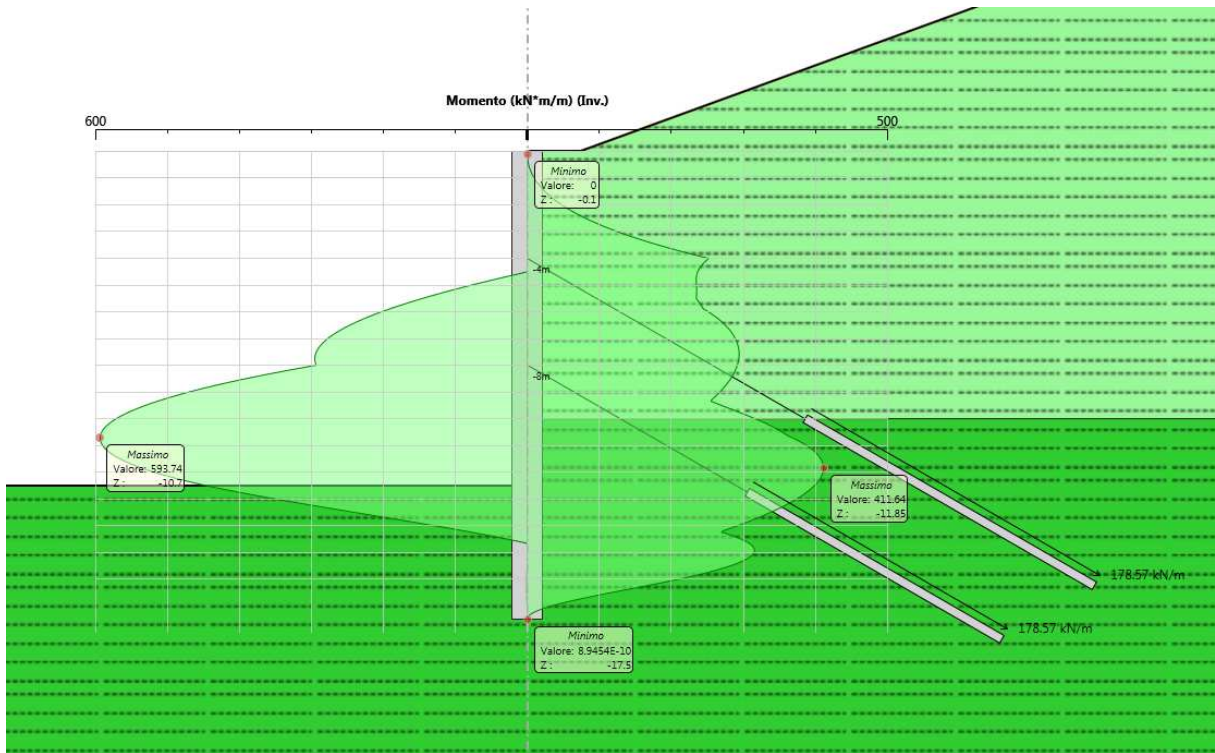 Momento (kN*m/m) (Inv.)
600
500
Minimo
Valore: 0
Z : -0.1
-4m
-8m
Massimo
Valore: 593.74
Z : -10.7
Massimo
Valore: 411.64
Z : -11.85
178.57 kN/m
178.57 kN/m
Minimo
Valore: 8.9454E-10
Z : -17.5